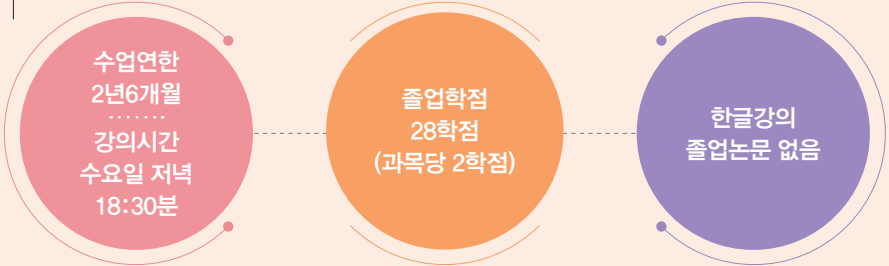 수업연한
2년6개월
강의시간
수요일 저녁
18:30분
졸업학점
28학점
(과목당 2학점)
한글강의
졸업논문 없음